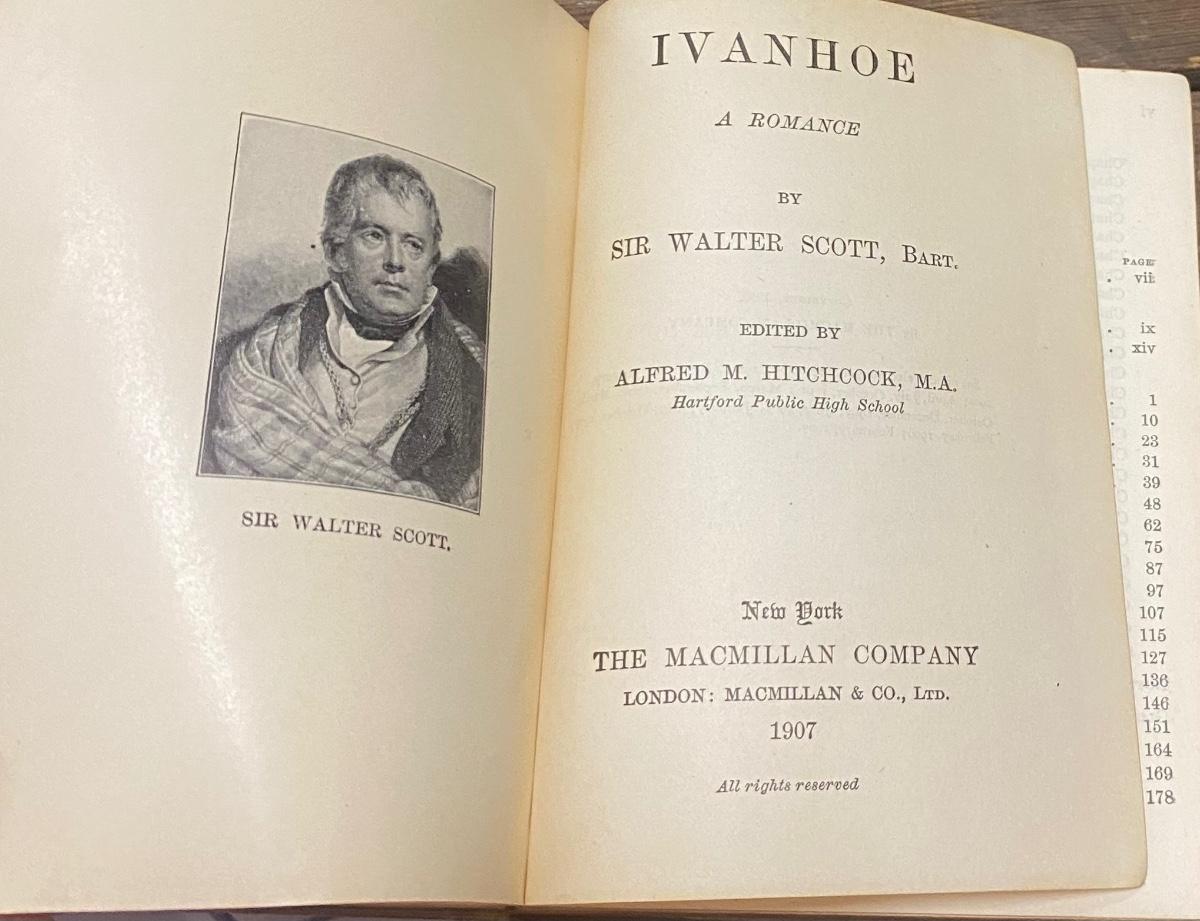 SIR WALTER SCOTT.
IVANHOE
A ROMANCE
BY
SIR WALTER SCOTT, BART.
EDITED BY
ALFRED M. HITCHCOCK, M.A.
Hartford Public High School
New York
THE MACMILLAN COMPANY
LONDON: MACMILLAN & CO., LTD.
1907
All rights reserved
PAGE
. vii
. ix
. xiv
. 1
. 10
. 23
. 31
39
48
62
75
87
97
107
115
127
136
146
151
164
169
178